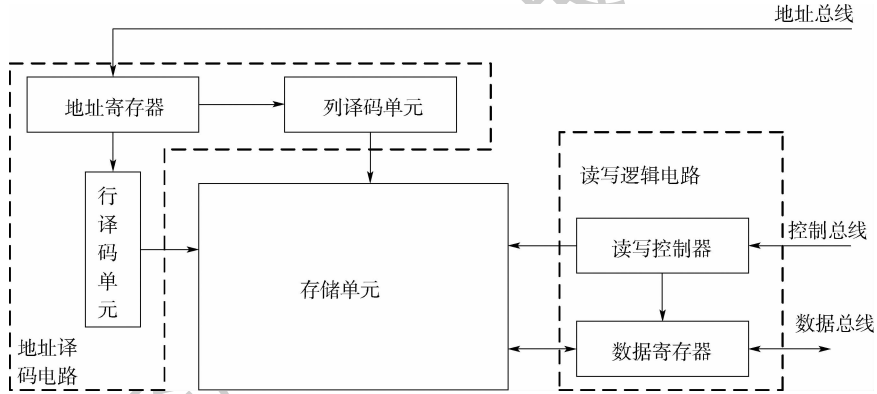 地址总线
地址寄存器
列译码单元
行译码单元
读写逻辑电路
控制总线
读写控制器
存储单元
数据总线
数据寄存器
地址译
码电路